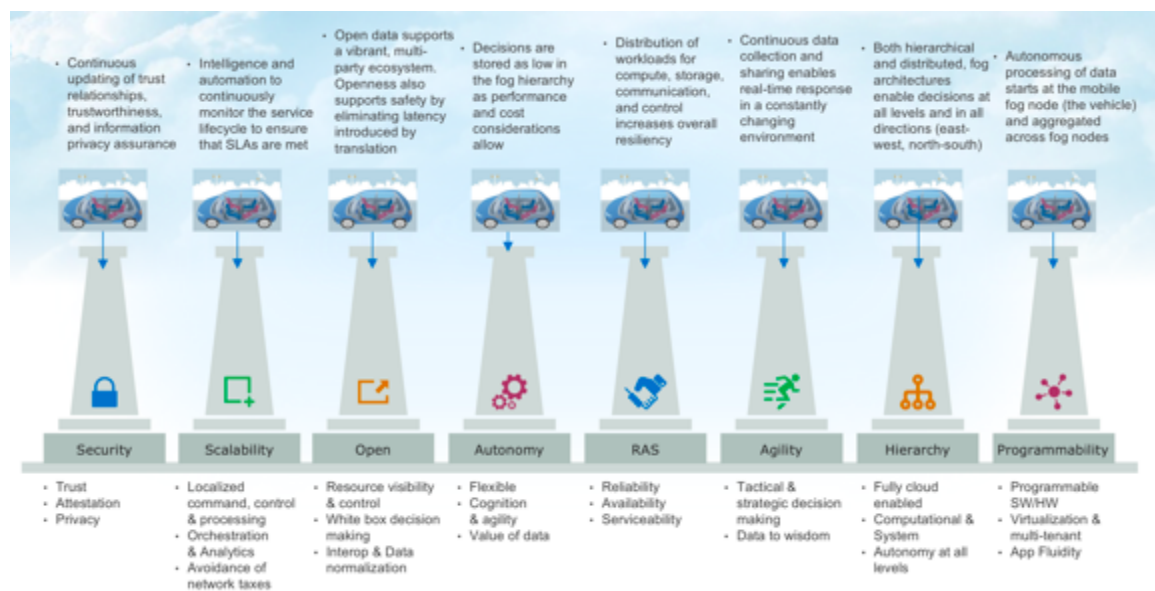 • Continuous
updating of trust
relationships,
trustworthiness,
and information
privacy assurance
• Intelligence and
automation to
continuously
monitor the service
lifecycle to ensure
that SLAs are met
• Open data supports
a vibrant, multi-
party ecosystem.
Openness also
supports safety by
eliminating latency
introduced by
translation
• Decisions are
stored as low in
the fog hierarchy
as performance
and cost
considerations
allow
• Distribution of
workloads for
compute, storage,
communication,
and control
increases overall
resiliency
• Continuous data
collection and
sharing enables
real-time response
in a constantly
changing
environment
• Both hierarchical
and distributed, fog
architectures
enable decisions at
all levels and in all
directions (east-
west, north-south)
• Autonomous
processing of data
starts at the mobile
fog node (the vehicle)
and aggregated
across fog nodes
Security
Scalability
Open
Autonomy
RAS
Agility
Hierarchy
Programmability
• Trust
• Attestation
• Privacy
• Localized
command, control
& processing
• Orchestration
& Analytics
• Avoidance of
network taxes
• Resource visibility
& control
• White box decision
making
• Interop & Data
normalization
• Flexible
• Cognition
& agility
• Value of data
• Reliability
• Availability
• Serviceability
• Tactical &
strategic decision
making
• Data to wisdom
• Fully cloud
enabled
• Computational &
System
• Autonomy at all
levels
• Programmable
SW/HW
• Virtualization &
multi-tenant
• App Fluidity